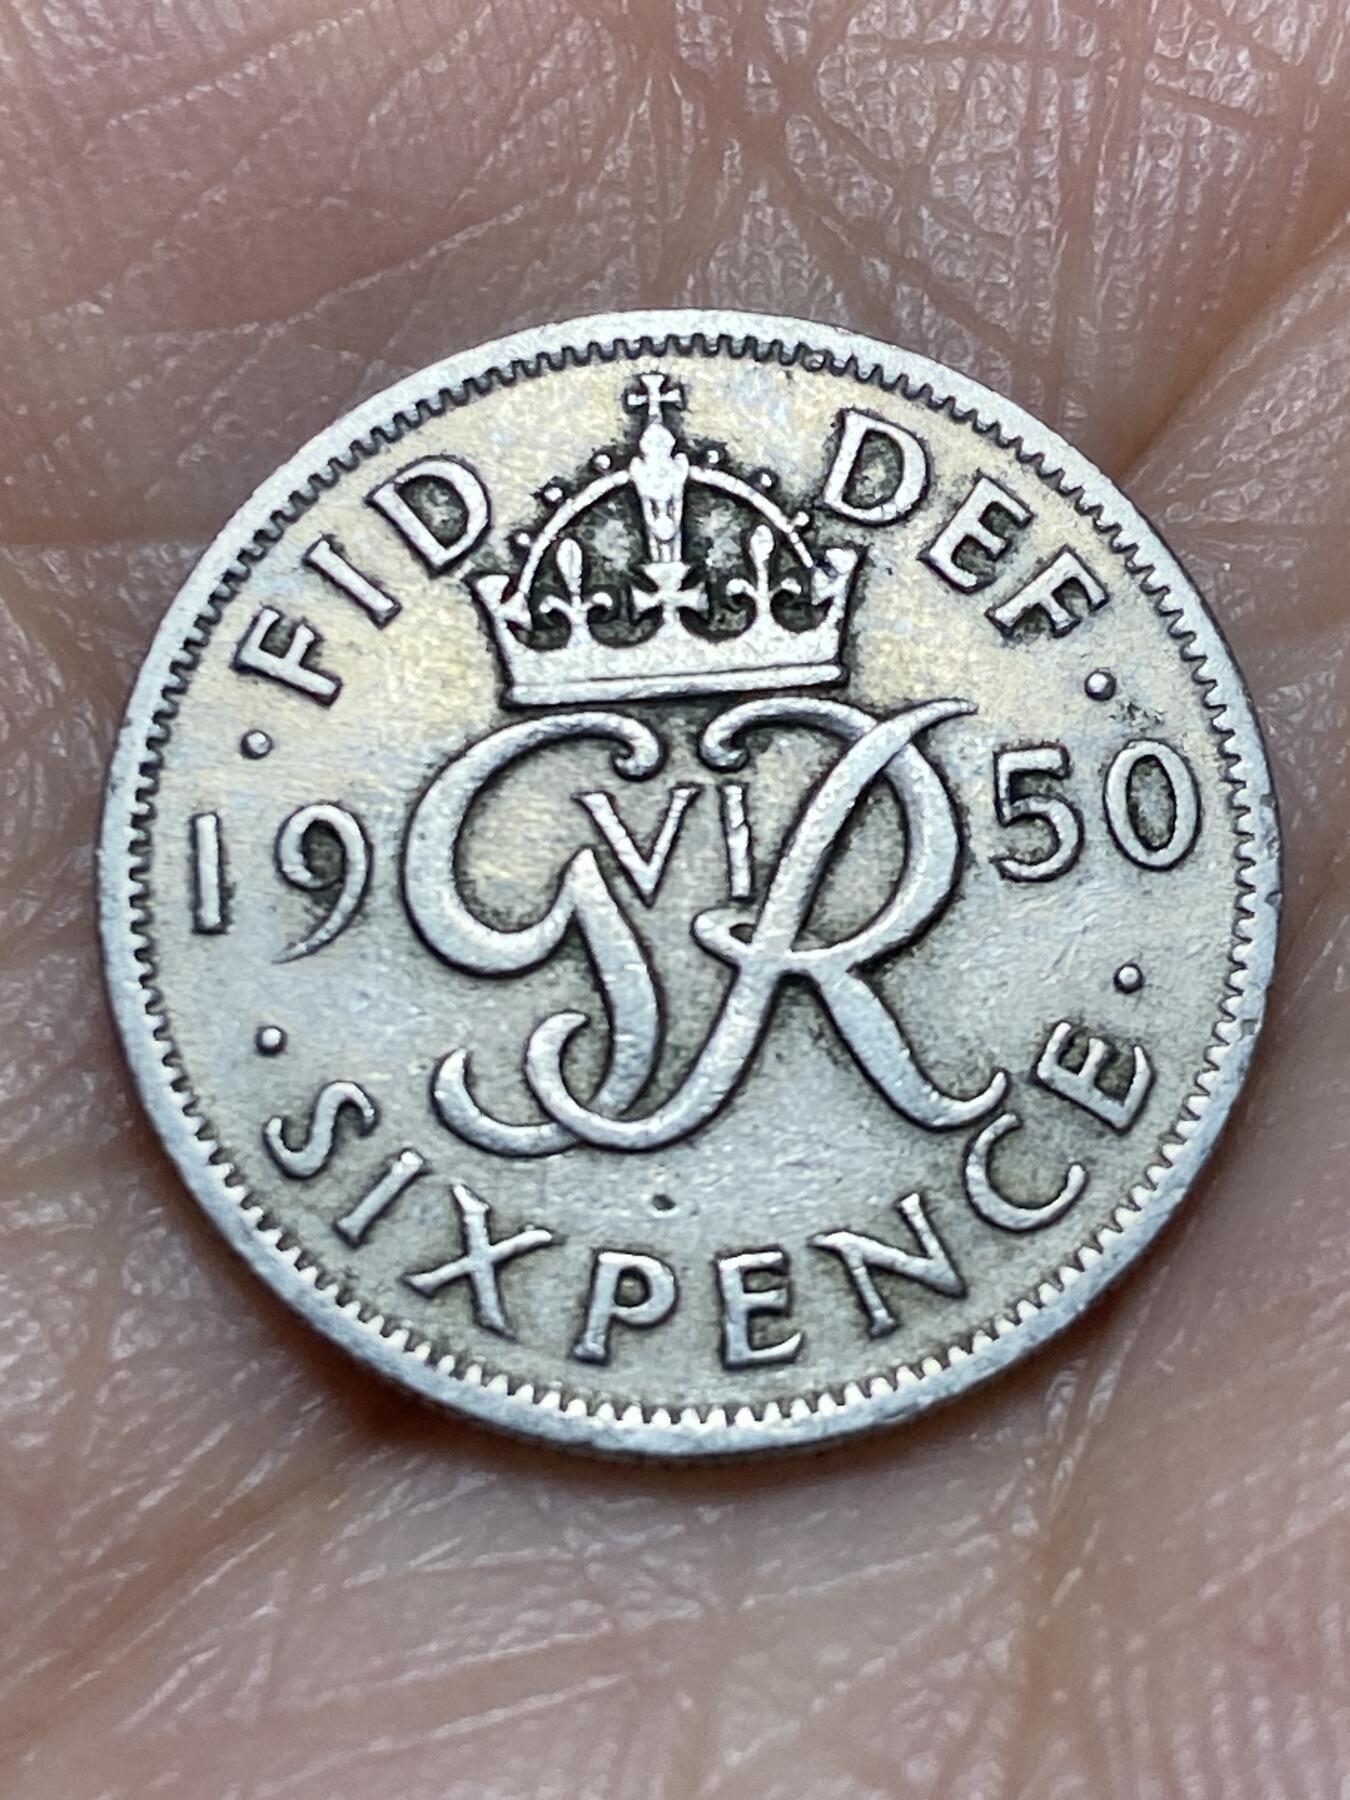 · FID DEF ·
GVIR
19 50
· SIXPENCE ·